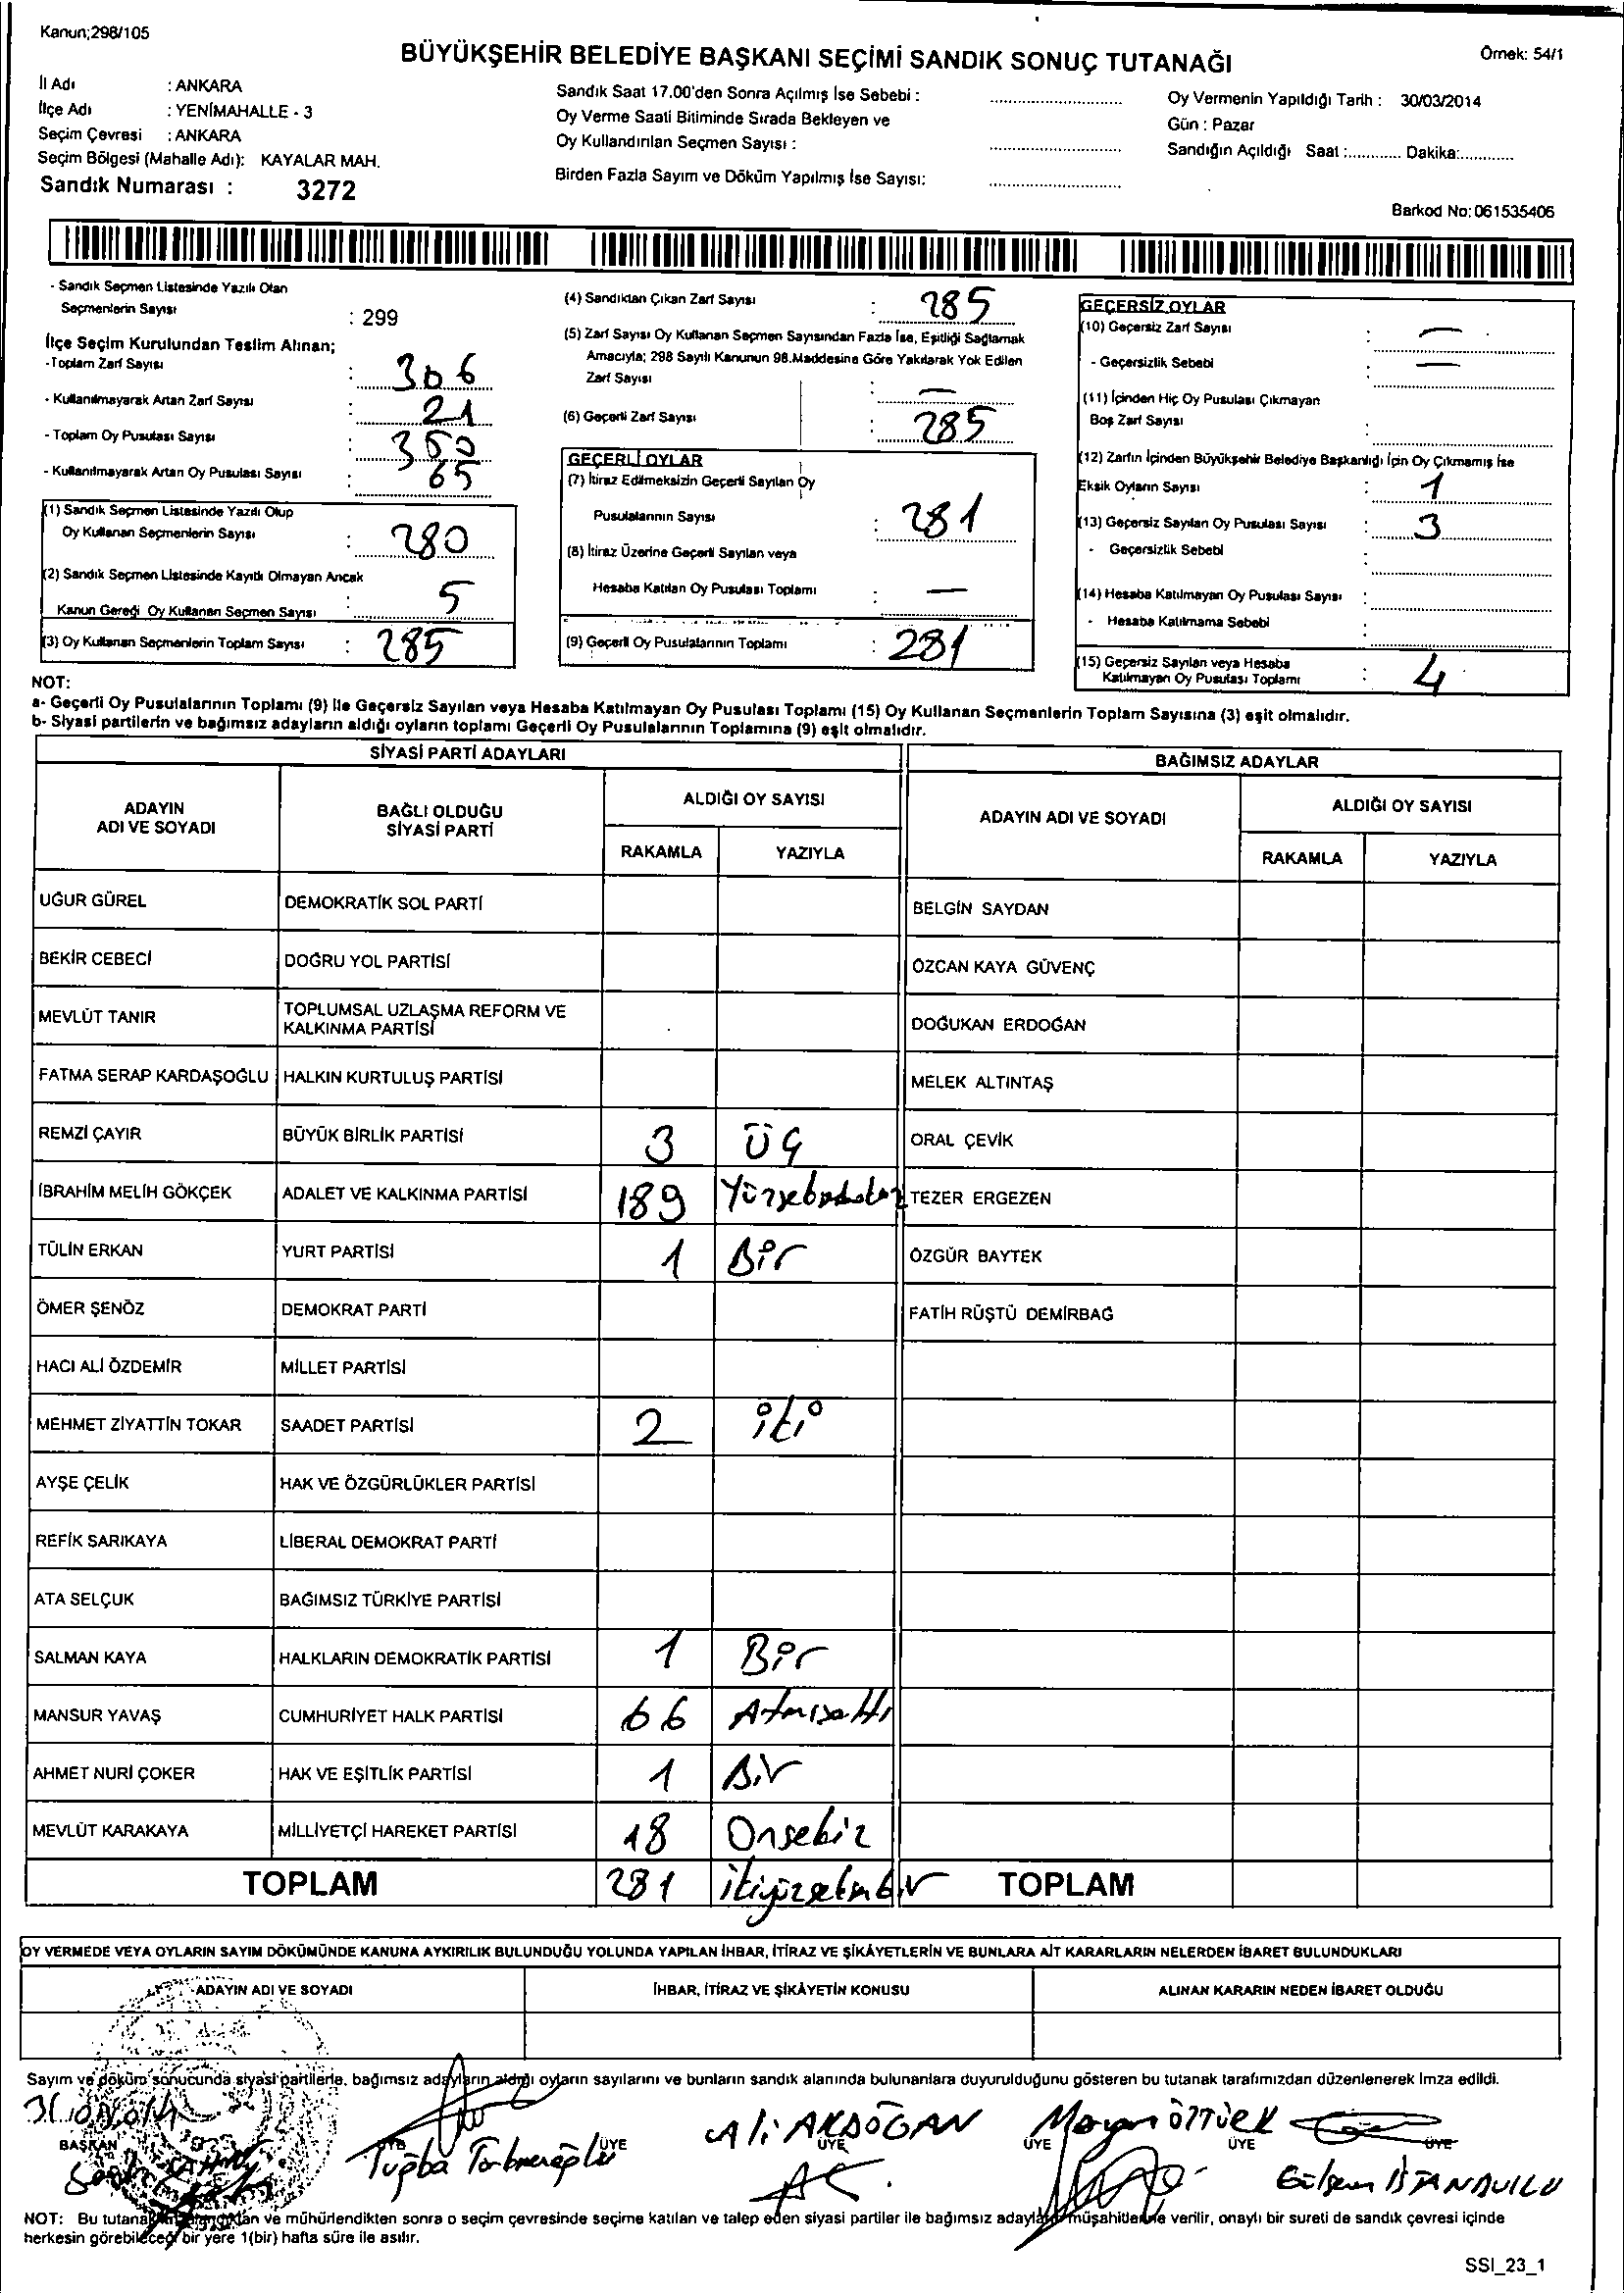 Kanun;298/105
BÜYÜKŞEHİR BELEDİYE BAŞKANI SEÇİMİ SANDIK SONUÇ TUTANAĞI
Örnek: 54/1
İl Adı : ANKARA
İlçe Adı : YENİMAHALLE - 3
Seçim Çevresi : ANKARA
Seçim Bölgesi (Mahalle Adı): KAYALAR MAH.
Sandık Numarası : 3272
Sandık Saat 17.00'den Sonra Açılmış İse Sebebi : ..........................
Oy Verme Saati Bitiminde Sırada Bekleyen ve
Oy Kullandırılan Seçmen Sayısı : ..........................
Birden Fazla Sayım ve Döküm Yapılmış İse Sayısı: ..........................
Oy Vermenin Yapıldığı Tarih : 30/03/2014
Gün : Pazar
Sandığın Açıldığı Saat :............ Dakika:............
Barkod No: 061535406
- Sandık Seçmen Listesinde Yazılı Olan
Seçmenlerin Sayısı : 299
İlçe Seçim Kurulundan Teslim Alınan;
-Toplam Zarf Sayısı : 306
- Kullanılmayarak Artan Zarf Sayısı : 21
- Toplam Oy Pusulası Sayısı : 350
- Kullanılmayarak Artan Oy Pusulası Sayısı : 65
(1) Sandık Seçmen Listesinde Yazılı Olup
Oy Kullanan Seçmenlerin Sayısı : 280
(2) Sandık Seçmen Listesinde Kayıtlı Olmayan Ancak
Kanun Gereği Oy Kullanan Seçmen Sayısı : 5
(3) Oy Kullanan Seçmenlerin Toplam Sayısı : 285
(4) Sandıktan Çıkan Zarf Sayısı : 285
(5) Zarf Sayısı Oy Kullanan Seçmen Sayısından Fazla İse, Eşitliği Sağlamak
Amacıyla; 298 Sayılı Kanunun 98.Maddesine Göre Yakılarak Yok Edilen
Zarf Sayısı : —
(6) Geçerli Zarf Sayısı : 285
GEÇERLİ OYLAR
(7) İtiraz Edilmeksizin Geçerli Sayılan Oy
Pusulalarının Sayısı : 281
(8) İtiraz Üzerine Geçerli Sayılan veya
Hesaba Katılan Oy Pusulası Toplamı : —
(9) Geçerli Oy Pusulalarının Toplamı : 281
GEÇERSİZ OYLAR
(10) Geçersiz Zarf Sayısı : —
- Geçersizlik Sebebi : —
(11) İçinden Hiç Oy Pusulası Çıkmayan
Boş Zarf Sayısı :
(12) Zarfın İçinden Büyükşehir Belediye Başkanlığı İçin Oy Çıkmamış İse
Eksik Oyların Sayısı : 1
(13) Geçersiz Sayılan Oy Pusulası Sayısı : 3
- Geçersizlik Sebebi :
(14) Hesaba Katılmayan Oy Pusulası Sayısı :
- Hesaba Katılmama Sebebi :
(15) Geçersiz Sayılan veya Hesaba
Katılmayan Oy Pusulası Toplamı : 4
NOT:
a- Geçerli Oy Pusulalarının Toplamı (9) ile Geçersiz Sayılan veya Hesaba Katılmayan Oy Pusulası Toplamı (15) Oy Kullanan Seçmenlerin Toplam Sayısına (3) eşit olmalıdır.
b- Siyasi partilerin ve bağımsız adayların aldığı oyların toplamı Geçerli Oy Pusulalarının Toplamına (9) eşit olmalıdır.
SİYASİ PARTİ ADAYLARI BAĞIMSIZ ADAYLAR
ADAYIN ADI VE SOYADI BAĞLI OLDUĞU SİYASİ PARTİ ALDIĞI OY SAYISI ADAYIN ADI VE SOYADI ALDIĞI OY SAYISI
RAKAMLA YAZIYLA RAKAMLA YAZIYLA
UĞUR GÜREL DEMOKRATİK SOL PARTİ BELGİN SAYDAN
BEKİR CEBECİ DOĞRU YOL PARTİSİ ÖZCAN KAYA GÜVENÇ
MEVLÜT TANIR TOPLUMSAL UZLAŞMA REFORM VE KALKINMA PARTİSİ DOĞUKAN ERDOĞAN
FATMA SERAP KARDAŞOĞLU HALKIN KURTULUŞ PARTİSİ MELEK ALTINTAŞ
REMZİ ÇAYIR BÜYÜK BİRLİK PARTİSİ 3 ÜÇ ORAL ÇEVİK
İBRAHİM MELİH GÖKÇEK ADALET VE KALKINMA PARTİSİ 189 TEZER ERGEZEN
TÜLİN ERKAN YURT PARTİSİ 1 Bir ÖZGÜR BAYTEK
ÖMER ŞENÖZ DEMOKRAT PARTİ FATİH RÜŞTÜ DEMİRBAĞ
HACI ALİ ÖZDEMİR MİLLET PARTİSİ
MEHMET ZİYATTİN TOKAR SAADET PARTİSİ 2 iki
AYŞE ÇELİK HAK VE ÖZGÜRLÜKLER PARTİSİ
REFİK SARIKAYA LİBERAL DEMOKRAT PARTİ
ATA SELÇUK BAĞIMSIZ TÜRKİYE PARTİSİ
SALMAN KAYA HALKLARIN DEMOKRATİK PARTİSİ 1 Bir
MANSUR YAVAŞ CUMHURİYET HALK PARTİSİ 66 Atmışaltı
AHMET NURİ ÇOKER HAK VE EŞİTLİK PARTİSİ 1 Bir
MEVLÜT KARAKAYA MİLLİYETÇİ HAREKET PARTİSİ 18 Onsekiz
TOPLAM 281 ikiyüzseksenbir TOPLAM
OY VERMEDE VEYA OYLARIN SAYIM DÖKÜMÜNDE KANUNA AYKIRILIK BULUNDUĞU YOLUNDA YAPILAN İHBAR, İTİRAZ VE ŞİKÂYETLERİN VE BUNLARA AİT KARARLARIN NELERDEN İBARET BULUNDUKLARI
ADAYIN ADI VE SOYADI İHBAR, İTİRAZ VE ŞİKÂYETİN KONUSU ALINAN KARARIN NEDEN İBARET OLDUĞU
Sayım ve döküm sonucunda siyasi partilerle, bağımsız adayların aldığı oyların sayılarını ve bunların sandık alanında bulunanlara duyurulduğunu gösteren bu tutanak tarafımızdan düzenlenerek imza edildi.
BAŞKAN ÜYE ÜYE ÜYE ÜYE ÜYE
Tuğba Ali AKDOĞAN ÖZTÜRK Gülşen İSTANBULLU
NOT: Bu tutanak ve mühürlendikten sonra o seçim çevresinde seçime katılan ve talep eden siyasi partiler ile bağımsız adayların müşahitlerine verilir, onaylı bir sureti de sandık çevresi içinde
herkesin görebileceği bir yere 1(bir) hafta süre ile asılır.
SSI_23_1